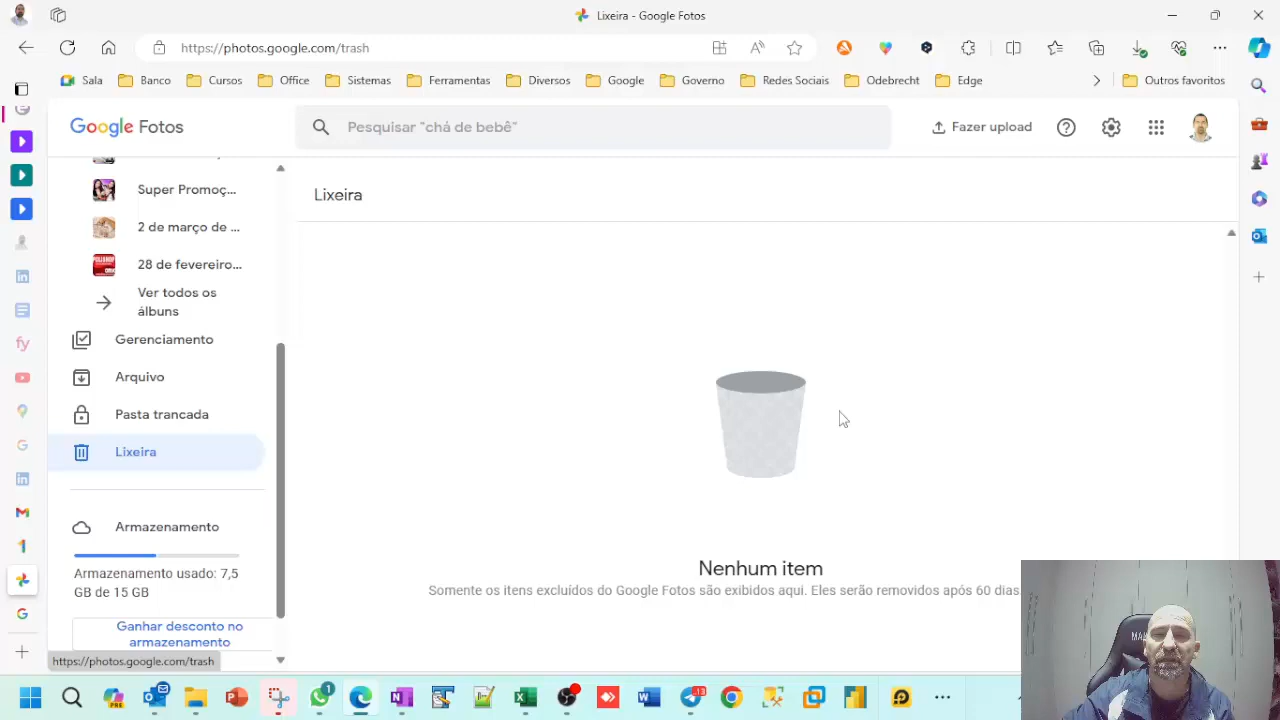 Lixeira - Google Fotos
https://photos.google.com/trash
Sala
Banco
Cursos
Office
Sistemas
Ferramentas
Diversos
Google
Governo
Redes Sociais
Odebrecht
Edge
Outros favoritos
Google Fotos
Pesquisar "chá de bebê"
Fazer upload
Super Promoç...
2 de março de ...
28 de fevereiro...
Ver todos os
álbuns
Gerenciamento
Arquivo
Pasta trancada
Lixeira
Armazenamento
Armazenamento usado: 7,5
GB de 15 GB
Ganhar desconto no
armazenamento
https://photos.google.com/trash
Lixeira
Nenhum item
Somente os itens excluídos do Google Fotos são exibidos aqui. Eles serão removidos após 60 dias